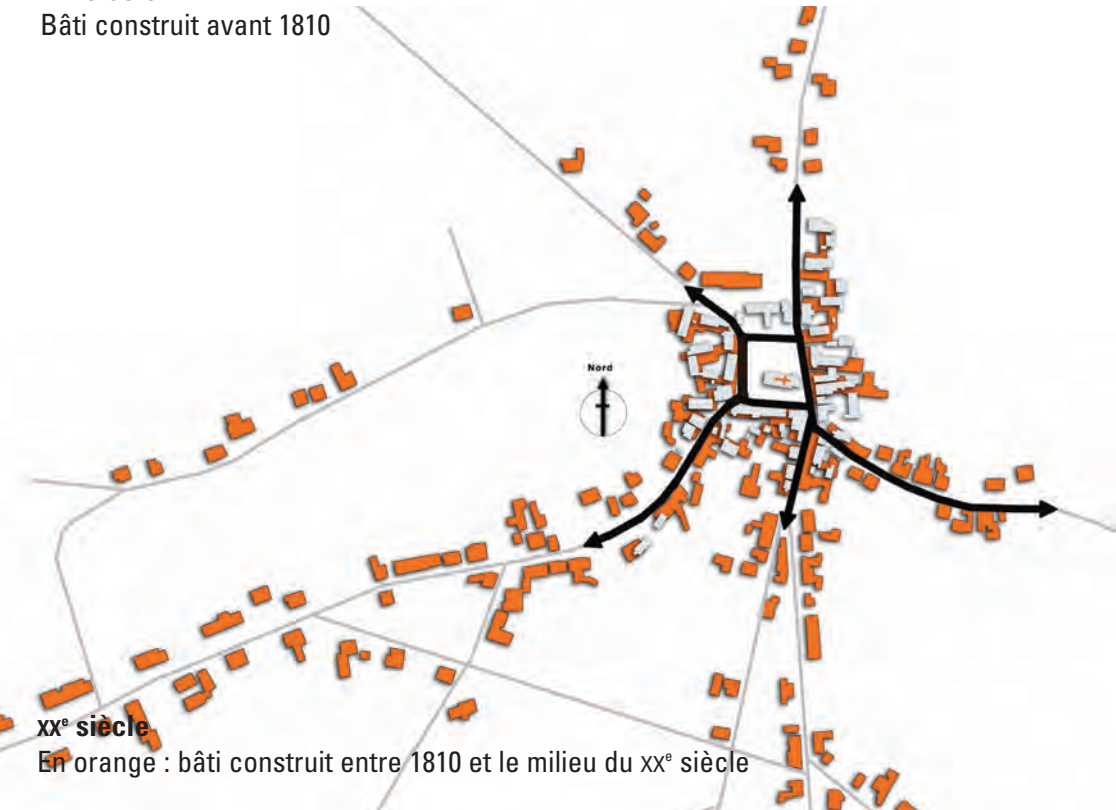 Bâti construit avant 1810
Nord
XXe siècle
En orange : bâti construit entre 1810 et le milieu du XXe siècle